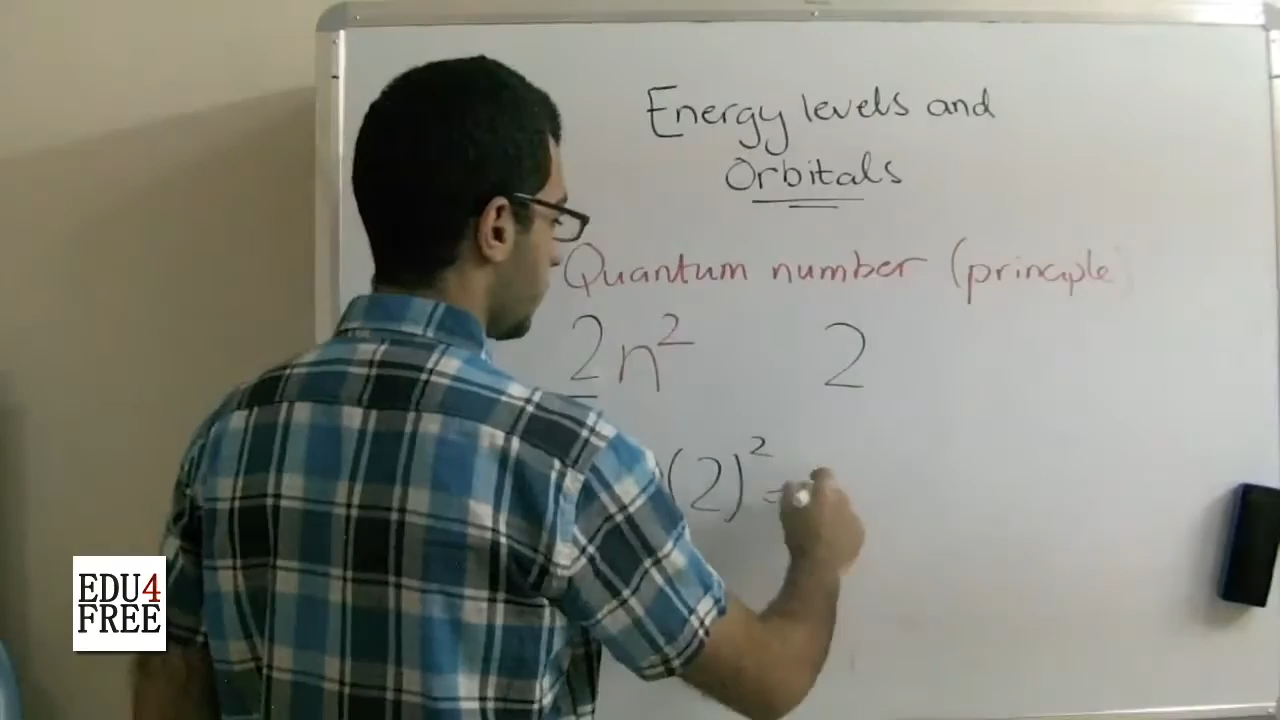 Energy levels and
Orbitals
Quantum number (principle
2n² 2
(2)² =
EDU4
FREE